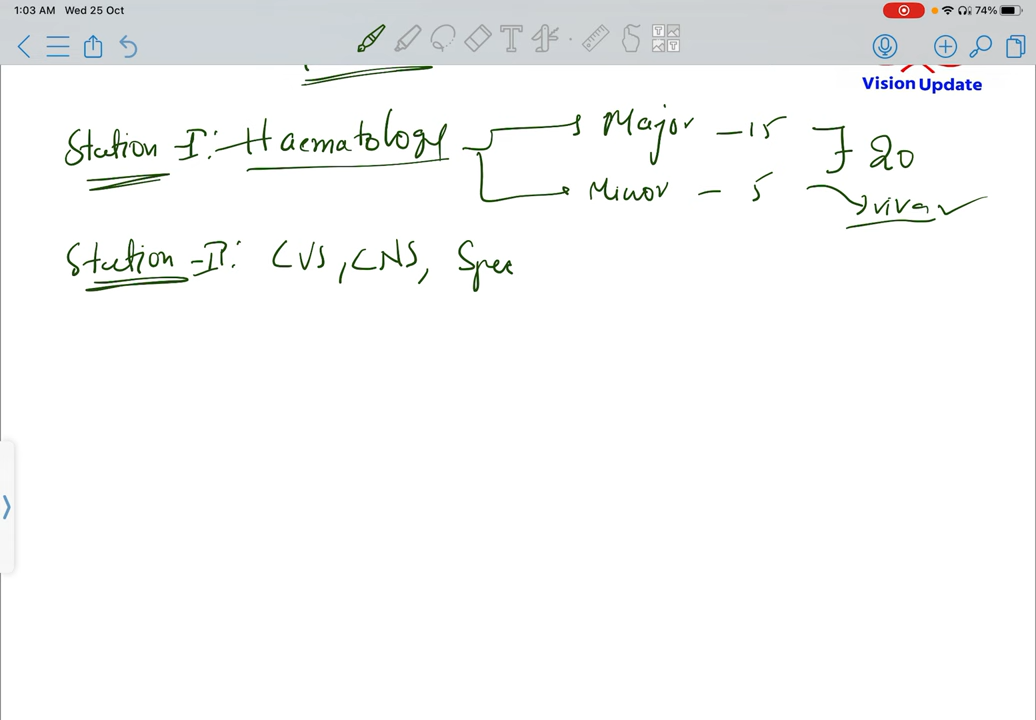 1:03 AM Wed 25 Oct 74%
Vision Update
Station - I: Haematology Major - 15 20
Minor - 5 viva
Station - II: CVS, CNS, Spec